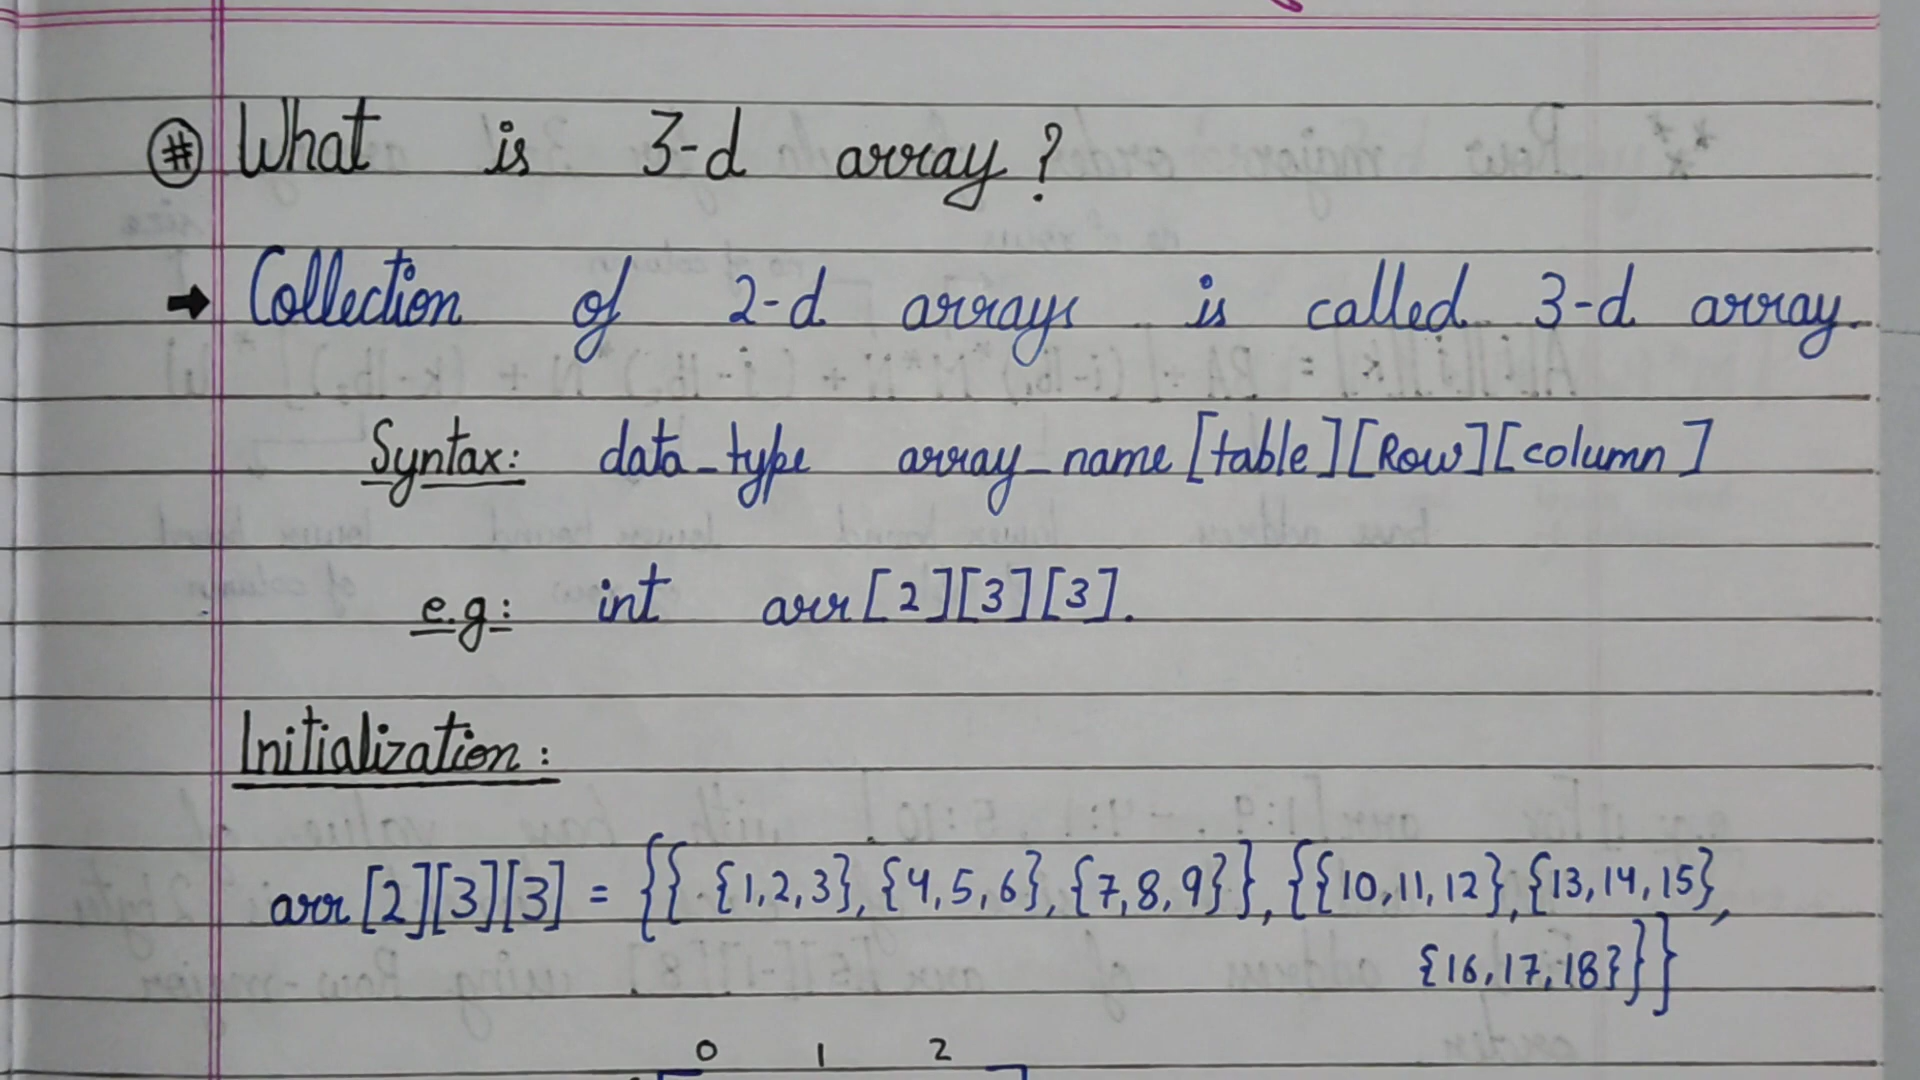 # What is 3-d array?
→ Collection of 2-d arrays is called 3-d array.
Syntax: data_type array_name[table][Row][column]
e.g: int arr[2][3][3].
Initialization:
arr[2][3][3] = {{ {1,2,3}, {4,5,6}, {7,8,9}}, {{10,11,12}, {13,14,15},
{16,17,18}}}
0 1 2